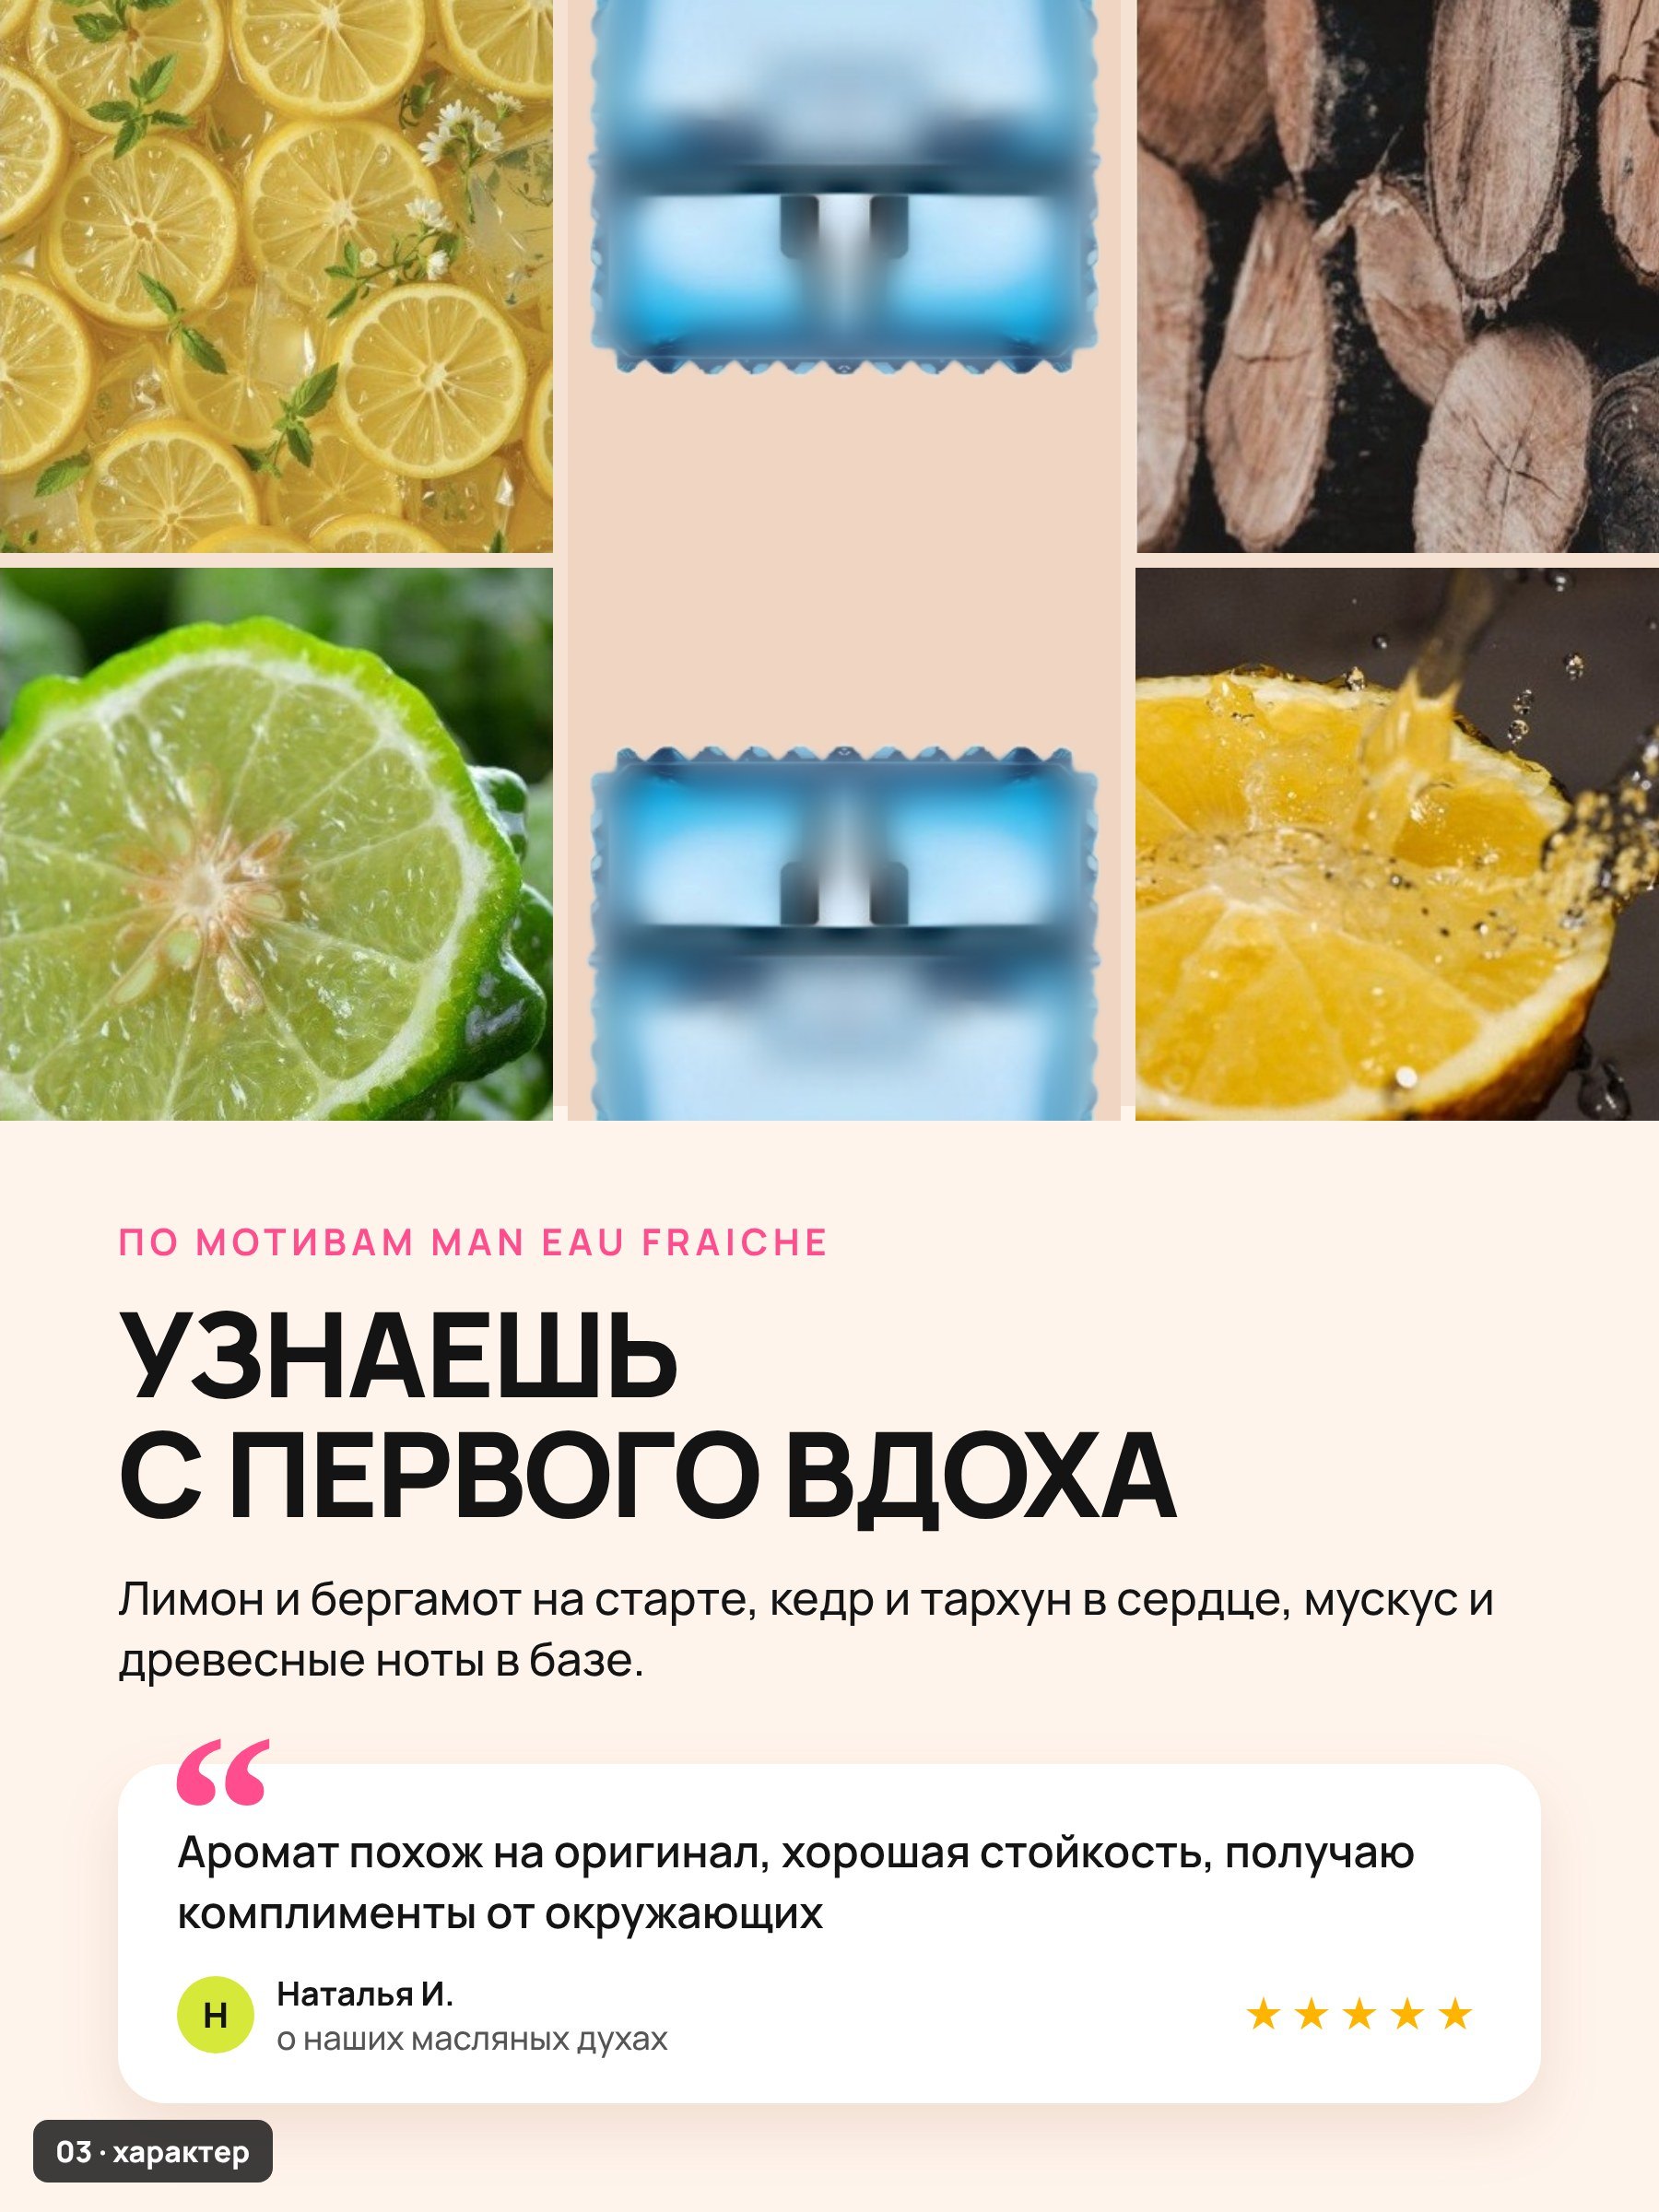 ПО МОТИВАМ MAN EAU FRAICHE
УЗНАЕШЬ
С ПЕРВОГО ВДОХА
Лимон и бергамот на старте, кедр и тархун в сердце, мускус и
древесные ноты в базе.
“
Аромат похож на оригинал, хорошая стойкость, получаю
комплименты от окружающих
Н
Наталья И.
о наших масляных духах
★★★★★
03 · характер